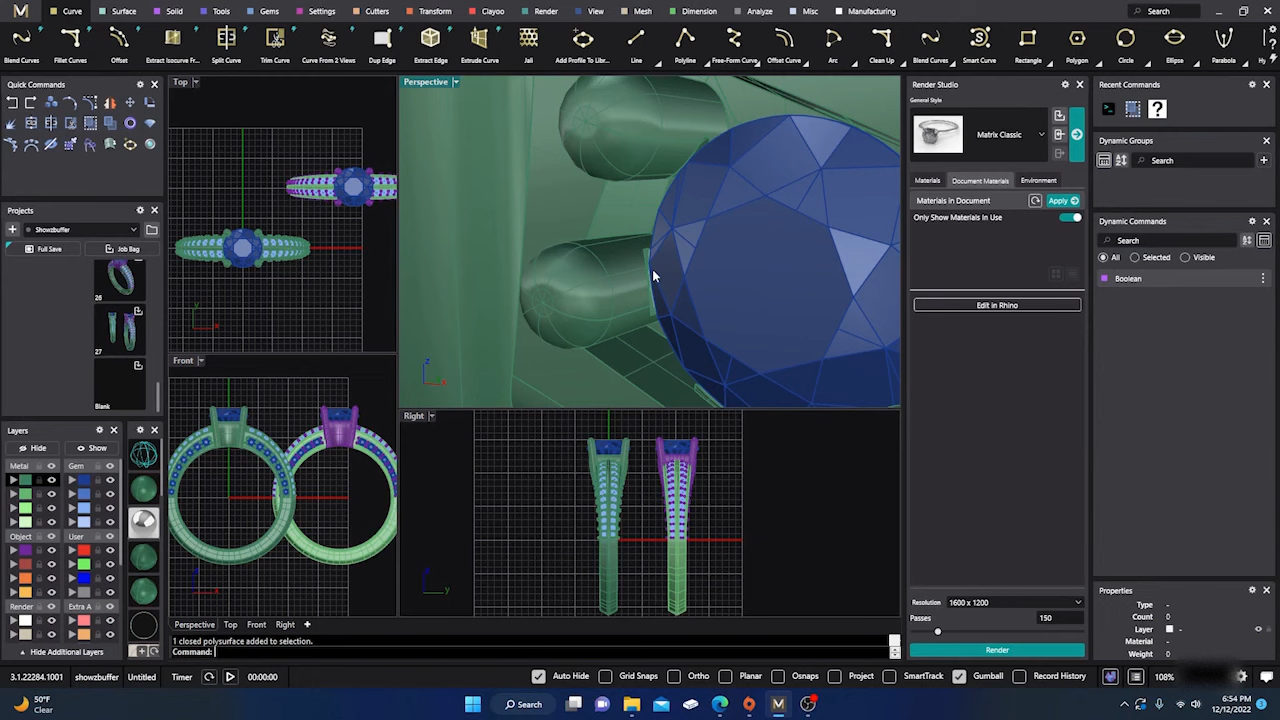 Curve Surface Solid Tools Gems Settings Cutters Transform Clayoo Render View Mesh Dimension Analyze Misc Manufacturing Search
Blend Curves Fillet Curves Offset Extract Isocurve Fr... Split Curve Trim Curve Curve From 2 Views Dup Edge Extract Edge Extrude Curve Jali Add Profile To Libr... Line Polyline Free-Form Curve Offset Curve Arc Clean Up Blend Curves Smart Curve Rectangle Polygon Circle Ellipse Parabola Hy
Quick Commands
Top
Perspective
Render Studio
Recent Commands
General Style
Matrix Classic
Dynamic Groups
Search
Materials Document Materials Environment
Materials in Document Apply
Only Show Materials In Use
Projects
Showzbuffer
Full Save Job Bag
Dynamic Commands
Search
All Selected Visible
Boolean
26
27
Blank
Edit in Rhino
y
x
z
x
Front
Right
Layers
Hide Show
Metal Gem
Object User
Render Extra A
Hide Additional Layers
z
x
z
y
Resolution 1600 x 1200
Passes 150
Render
Properties
Type -
Count 0
Layer -
Material -
Weight 0
Perspective Top Front Right
1 closed polysurface added to selection.
Command:
3.1.22284.1001 showzbuffer Untitled Timer 00:00:00 Auto Hide Grid Snaps Ortho Planar Osnaps Project SmartTrack Gumball Record History 108%
50°F
Clear
Search
6:54 PM
12/12/2022